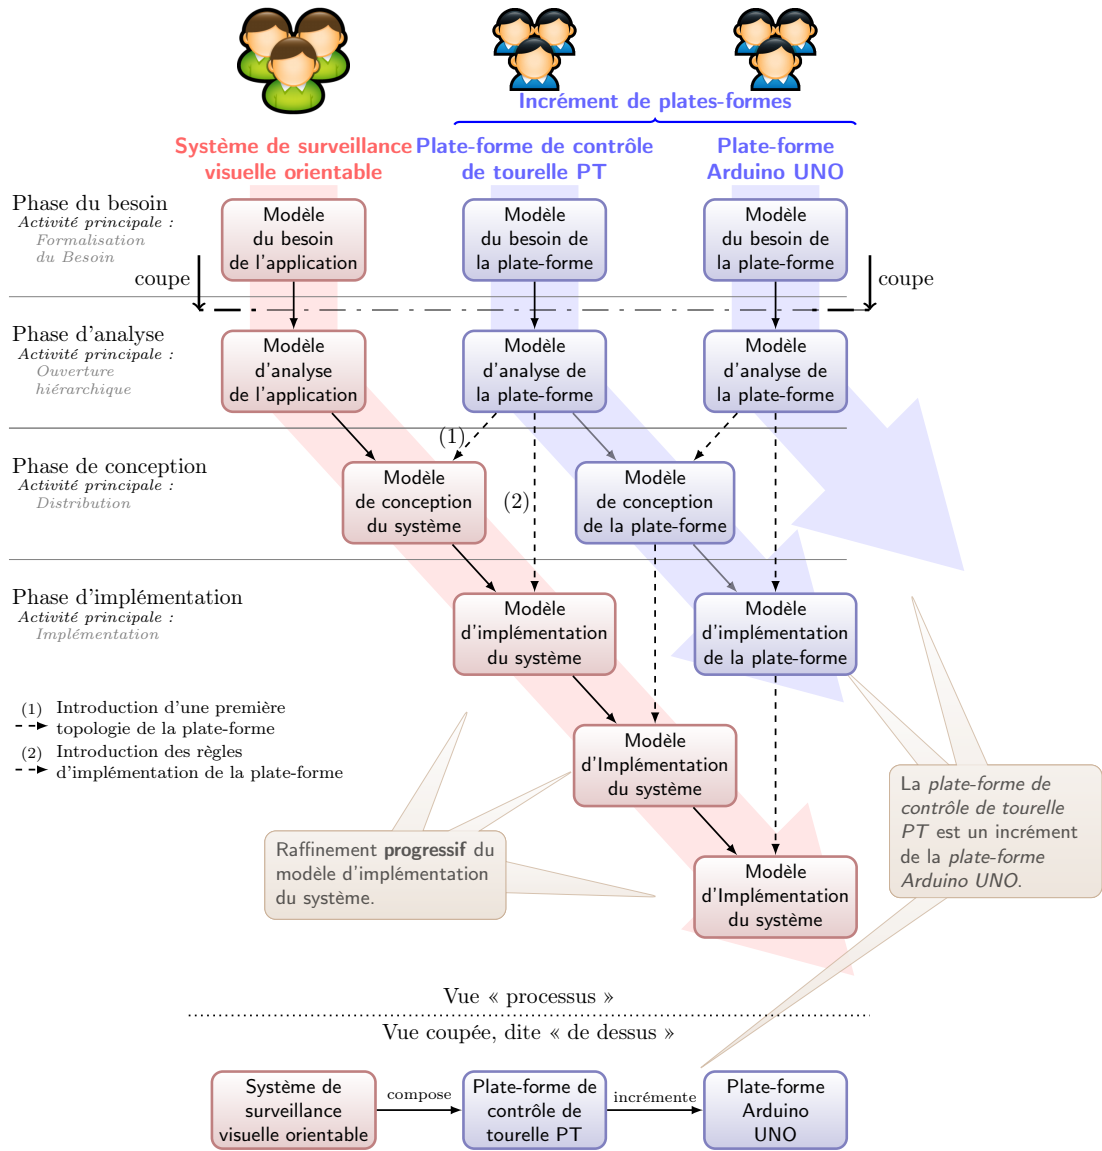 Incrément de plates-formes
Système de surveillance
visuelle orientable
Plate-forme de contrôle
de tourelle PT
Plate-forme
Arduino UNO
Phase du besoin
Activité principale :
Formalisation
du Besoin
Modèle
du besoin
de l'application
Modèle
du besoin de
la plate-forme
Modèle
du besoin de
la plate-forme
coupe
coupe
Phase d'analyse
Activité principale :
Ouverture
hiérarchique
Modèle
d'analyse
de l'application
Modèle
d'analyse de
la plate-forme
Modèle
d'analyse de
la plate-forme
(1)
Phase de conception
Activité principale :
Distribution
Modèle
de conception
du système
(2)
Modèle
de conception
de la plate-forme
Phase d'implémentation
Activité principale :
Implémentation
Modèle
d'implémentation
du système
Modèle
d'implémentation
de la plate-forme
(1) Introduction d'une première
topologie de la plate-forme
(2) Introduction des règles
d'implémentation de la plate-forme
Modèle
d'Implémentation
du système
La plate-forme de
contrôle de tourelle
PT est un incrément
de la plate-forme
Arduino UNO.
Raffinement progressif du
modèle d'implémentation
du système.
Modèle
d'Implémentation
du système
Vue « processus »
Vue coupée, dite « de dessus »
Système de
surveillance
visuelle orientable
compose
Plate-forme de
contrôle de
tourelle PT
incrémente
Plate-forme
Arduino
UNO